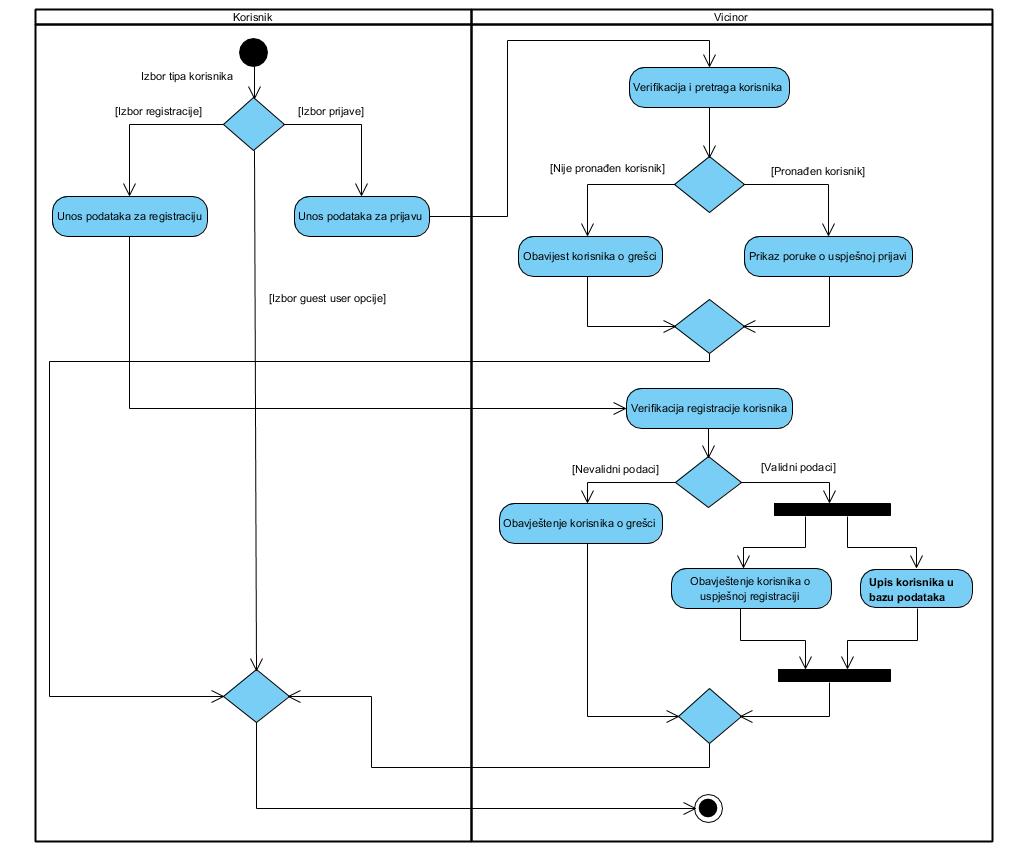 Korisnik
Vicinor
Izbor tipa korisnika
[Izbor registracije]
[Izbor prijave]
Unos podataka za registraciju
Unos podataka za prijavu
[Izbor guest user opcije]
Verifikacija i pretraga korisnika
[Nije pronađen korisnik]
[Pronađen korisnik]
Obavijest korisnika o grešci
Prikaz poruke o uspješnoj prijavi
Verifikacija registracije korisnika
[Nevalidni podaci]
[Validni podaci]
Obavještenje korisnika o grešci
Obavještenje korisnika o
uspješnoj registraciji
Upis korisnika u
bazu podataka